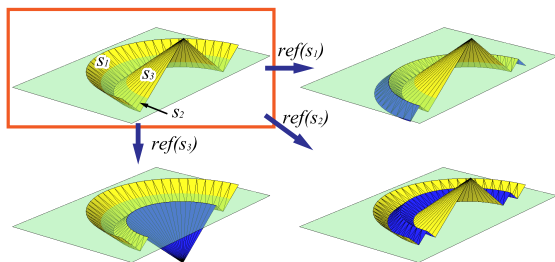 s1
s3
s2
ref(s1)
ref(s2)
ref(s3)